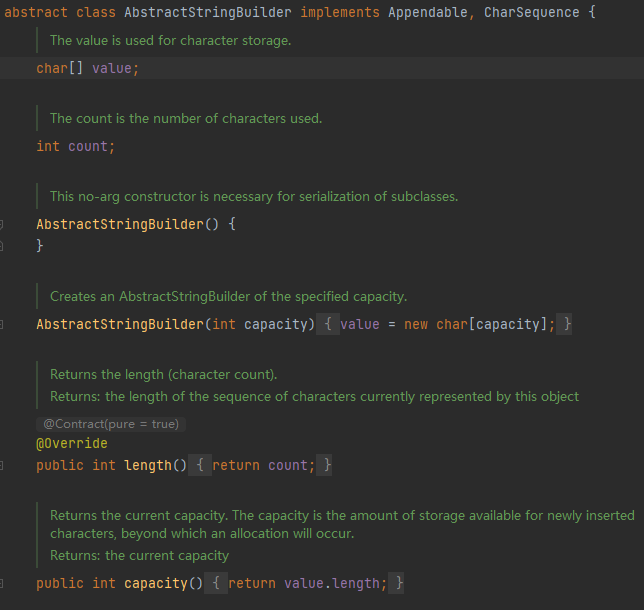 abstract class AbstractStringBuilder implements Appendable, CharSequence {
The value is used for character storage.
char[] value;
The count is the number of characters used.
int count;
This no-arg constructor is necessary for serialization of subclasses.
AbstractStringBuilder() {
}
Creates an AbstractStringBuilder of the specified capacity.
AbstractStringBuilder(int capacity) { value = new char[capacity]; }
Returns the length (character count).
Returns: the length of the sequence of characters currently represented by this object
@Contract(pure = true)
@Override
public int length() { return count; }
Returns the current capacity. The capacity is the amount of storage available for newly inserted
characters, beyond which an allocation will occur.
Returns: the current capacity
public int capacity() { return value.length; }